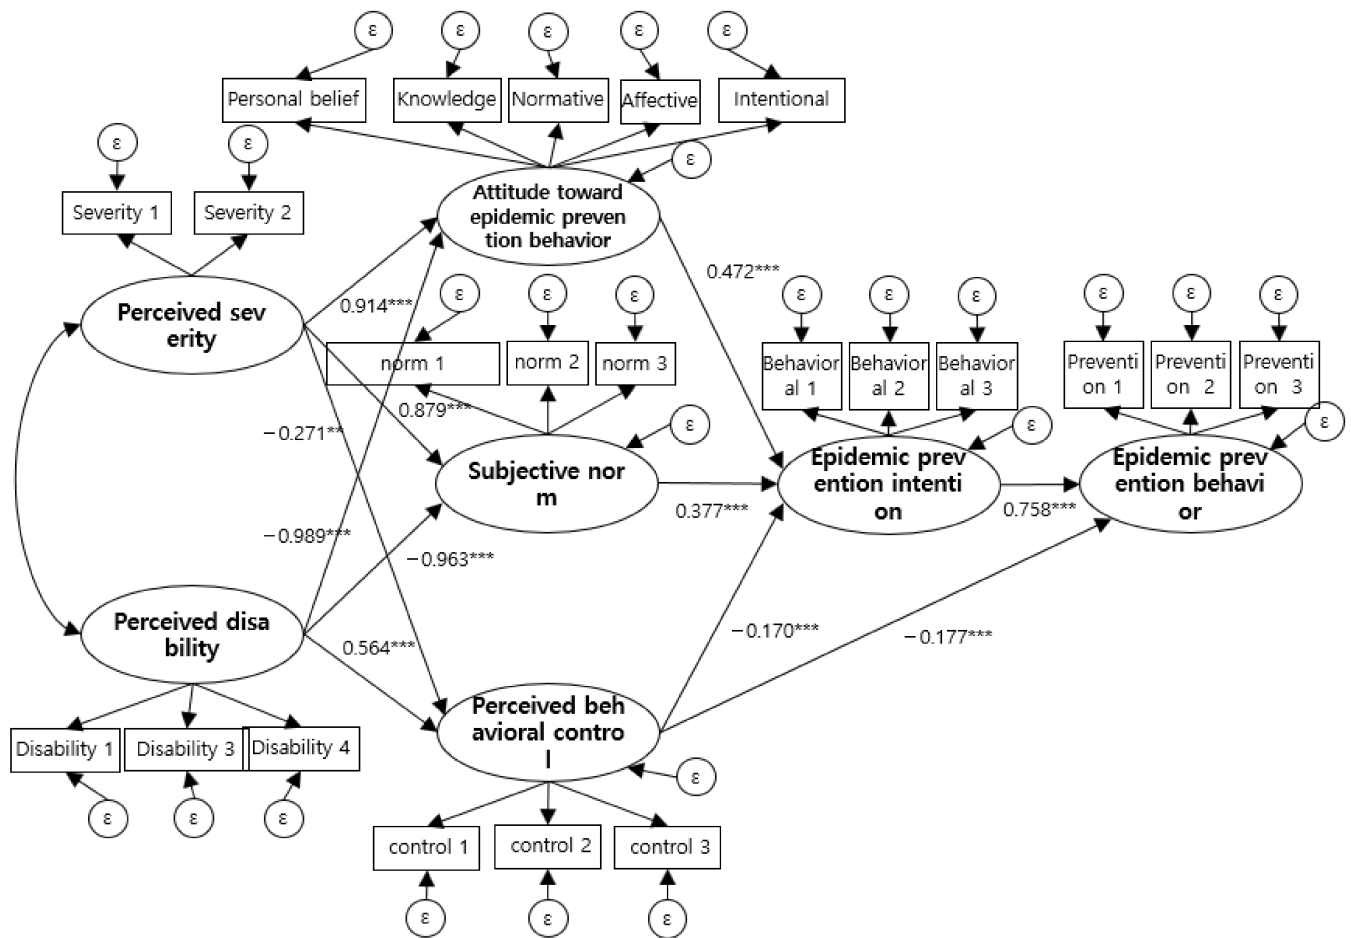 ε ε ε ε ε
Personal belief Knowledge Normative Affective Intentional
ε ε ε
Severity 1 Severity 2
Attitude toward
epidemic preven
tion behavior
0.472***
Perceived sev
erity
0.914***
ε ε ε
norm 1 norm 2 norm 3
ε ε ε
Behavior
al 1
Behavior
al 2
Behavior
al 3
ε ε ε
Preventi
on 1
Preventi
on 2
Preventi
on 3
0.879***
−0.271**
ε ε ε
Subjective nor
m
0.377***
Epidemic prev
ention intenti
on
0.758***
Epidemic prev
ention behavi
or
−0.989***
−0.963***
Perceived disa
bility
0.564***
−0.170***
−0.177***
Perceived beh
avioral contro
l
Disability 1 Disability 3 Disability 4
ε ε ε ε
control 1 control 2 control 3
ε ε ε